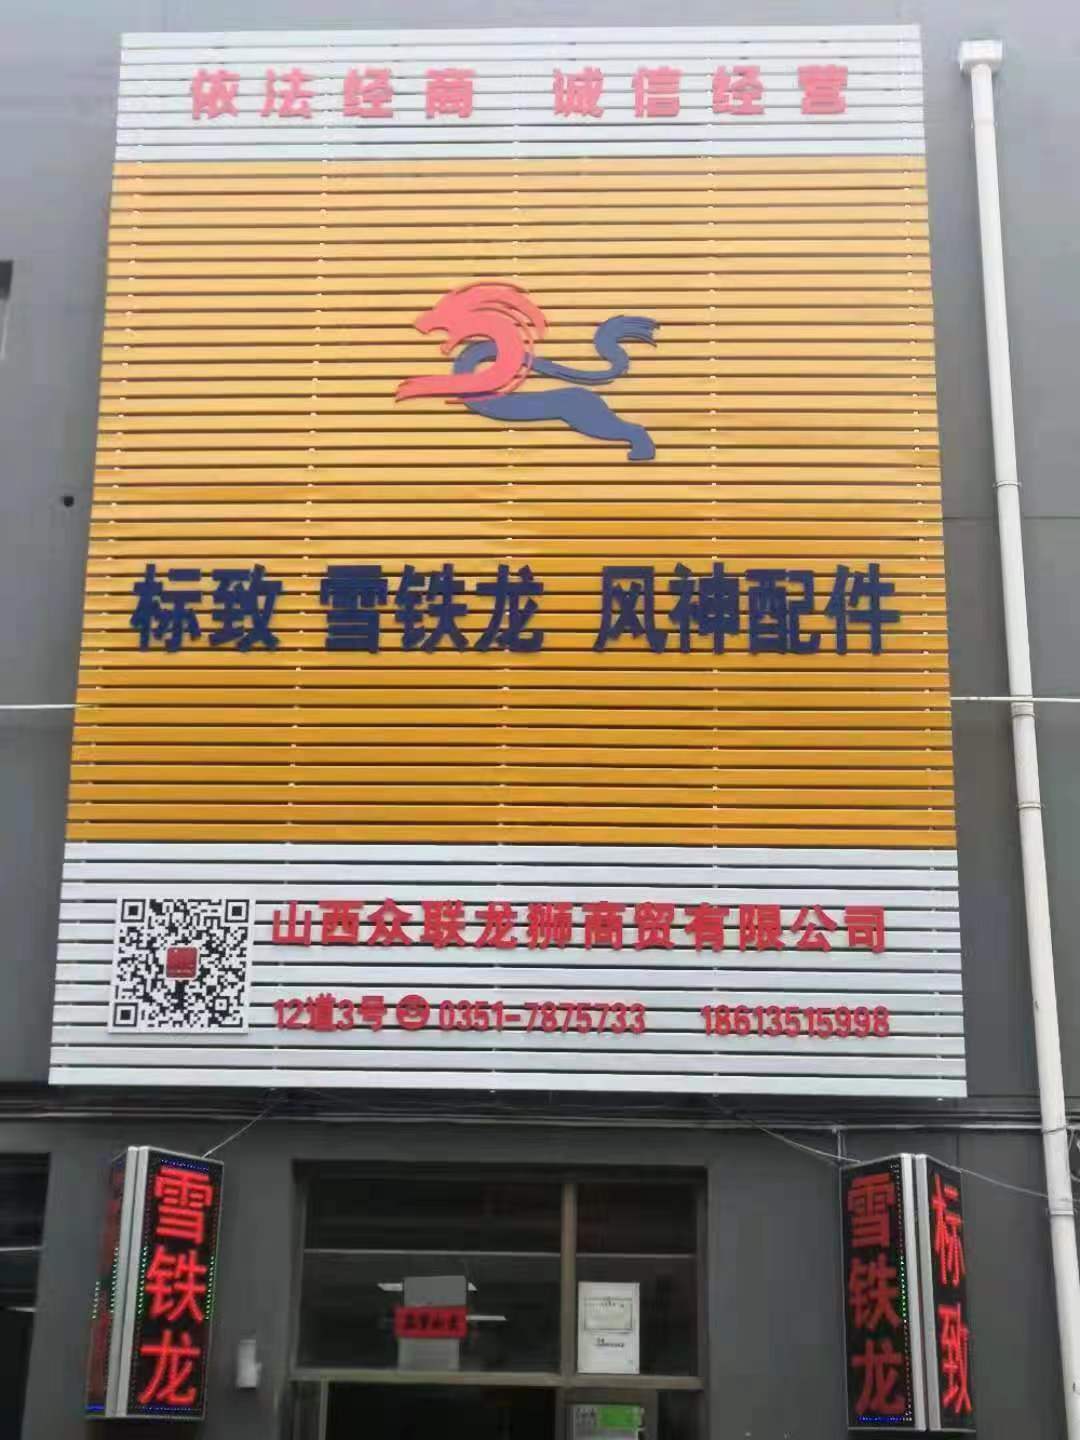 依法经商 诚信经营
标致 雪铁龙 风神配件
山西众联龙狮商贸有限公司
12道3号 0351-7875733 18613515998
雪铁龙
雪铁龙
标致